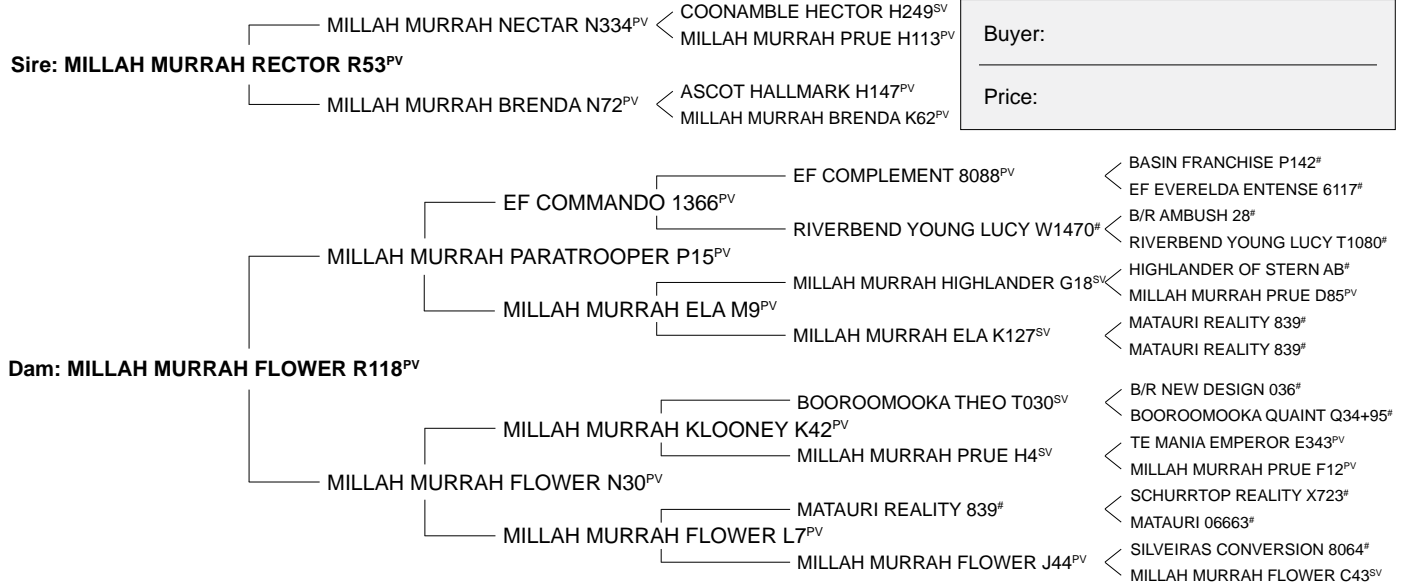 MILLAH MURRAH NECTAR N334PV
COONAMBLE HECTOR H249SV
MILLAH MURRAH PRUE H113PV
Buyer:
Sire: MILLAH MURRAH RECTOR R53PV
Price:
MILLAH MURRAH BRENDA N72PV
ASCOT HALLMARK H147PV
MILLAH MURRAH BRENDA K62PV
EF COMPLEMENT 8088PV
BASIN FRANCHISE P142#
EF EVERELDA ENTENSE 6117#
EF COMMANDO 1366PV
RIVERBEND YOUNG LUCY W1470#
B/R AMBUSH 28#
RIVERBEND YOUNG LUCY T1080#
MILLAH MURRAH PARATROOPER P15PV
MILLAH MURRAH HIGHLANDER G18SV
HIGHLANDER OF STERN AB#
MILLAH MURRAH PRUE D85PV
MILLAH MURRAH ELA M9PV
MILLAH MURRAH ELA K127SV
MATAURI REALITY 839#
MATAURI REALITY 839#
Dam: MILLAH MURRAH FLOWER R118PV
BOOROOMOOKA THEO T030SV
B/R NEW DESIGN 036#
BOOROOMOOKA QUAINT Q34+95#
MILLAH MURRAH KLOONEY K42PV
MILLAH MURRAH PRUE H4SV
TE MANIA EMPEROR E343PV
MILLAH MURRAH PRUE F12PV
MILLAH MURRAH FLOWER N30PV
MATAURI REALITY 839#
SCHURRTOP REALITY X723#
MATAURI 06663#
MILLAH MURRAH FLOWER L7PV
MILLAH MURRAH FLOWER J44PV
SILVEIRAS CONVERSION 8064#
MILLAH MURRAH FLOWER C43SV